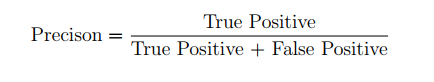 Precison = True Positive
True Positive + False Positive